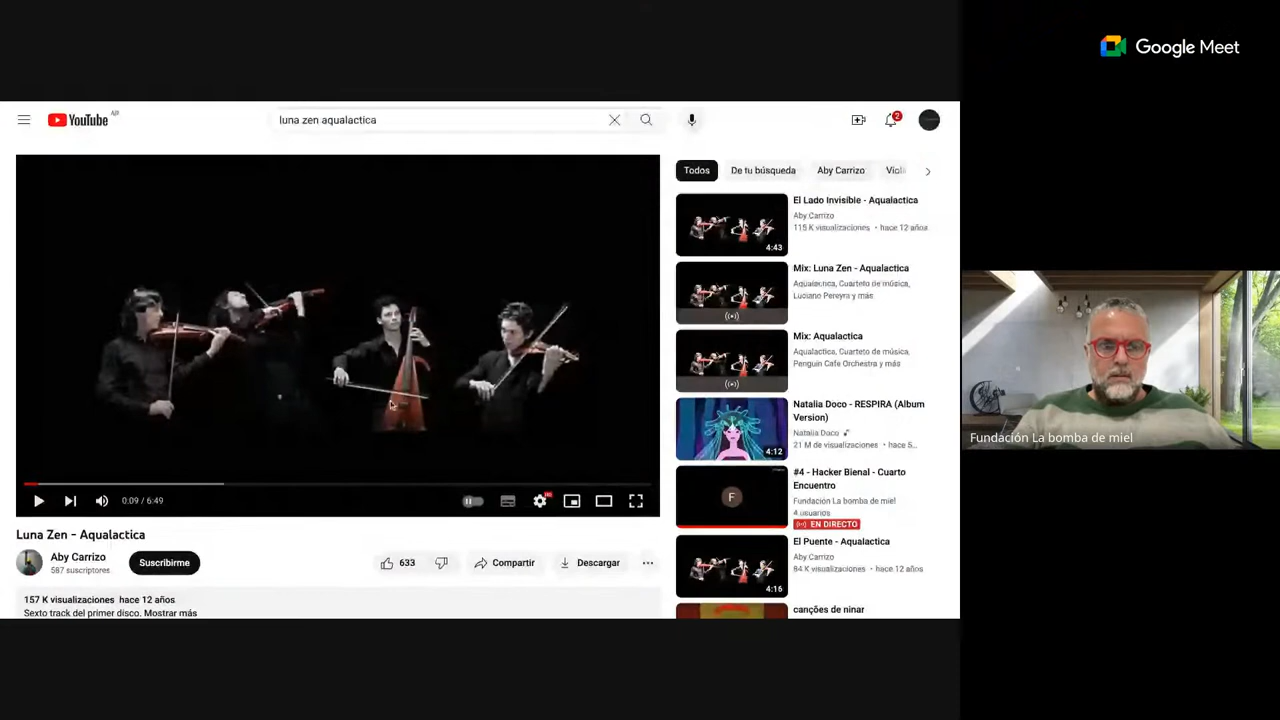 Google Meet
YouTube AR
luna zen aqualactica
2
Todos
De tu búsqueda
Aby Carrizo
El Lado Invisible - Aqualactica
Aby Carrizo
115 K visualizaciones • hace 12 años
4:43
Mix: Luna Zen - Aqualactica
Aqualactica, Cuarteto de música,
Luciano Pereyra y más
Mix: Aqualactica
Aqualactica, Cuarteto de música,
Penguin Cafe Orchestra y más
Natalia Doco - RESPIRA (Album
Version)
Natalia Doco
21 M de visualizaciones • hace 5...
4:12
#4 - Hacker Bienal - Cuarto
Encuentro
Fundación La bomba de miel
4 usuarios
EN DIRECTO
F
El Puente - Aqualactica
Aby Carrizo
84 K visualizaciones • hace 12 años
4:16
canções de ninar
0:09 / 6:49
Luna Zen - Aqualactica
Aby Carrizo
587 suscriptores
Suscribirme
633
Compartir
Descargar
157 K visualizaciones hace 12 años
Sexto track del primer disco. Mostrar más
Fundación La bomba de miel